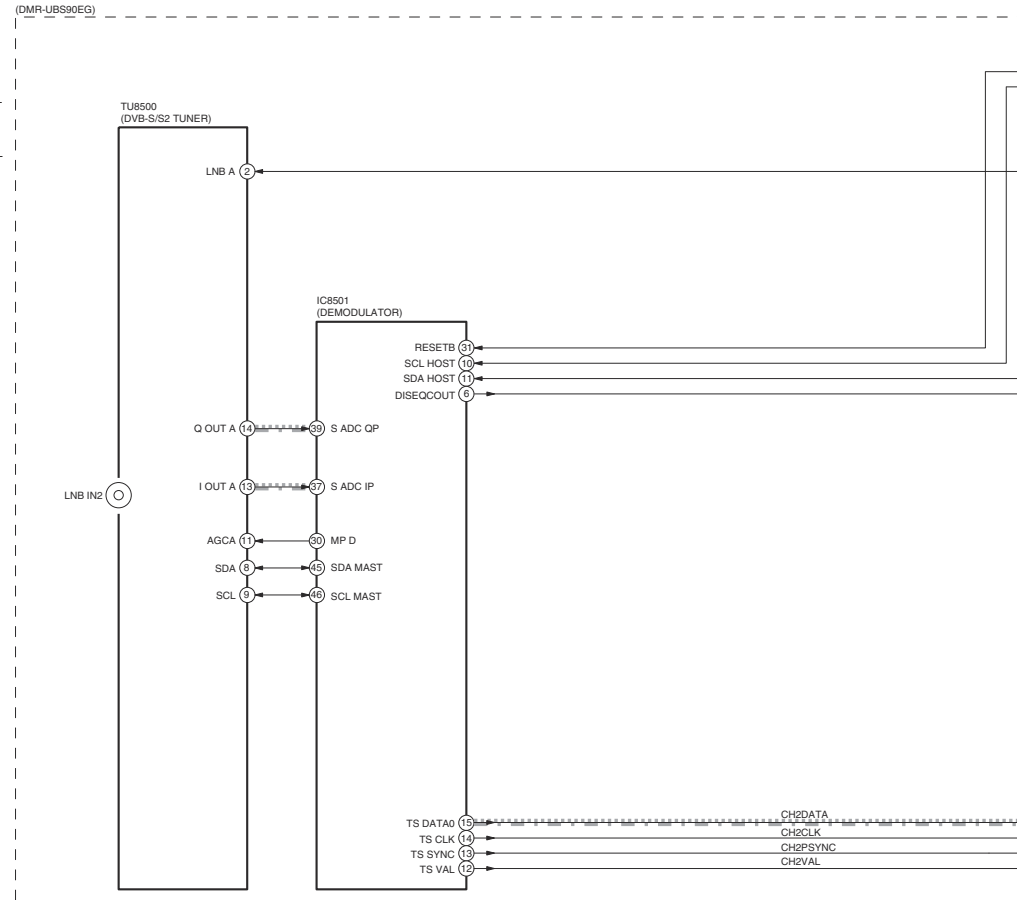 (DMR-UBS90EG)
TU8500
(DVB-S/S2 TUNER)
LNB A 2
IC8501
(DEMODULATOR)
RESETB 31
SCL HOST 10
SDA HOST 11
DISEQCOUT 6
Q OUT A 14 39 S ADC QP
I OUT A 13 37 S ADC IP
LNB IN2
AGCA 11 30 MP D
SDA 8 45 SDA MAST
SCL 9 46 SCL MAST
TS DATA0 15 CH2DATA
TS CLK 14 CH2CLK
TS SYNC 13 CH2PSYNC
TS VAL 12 CH2VAL